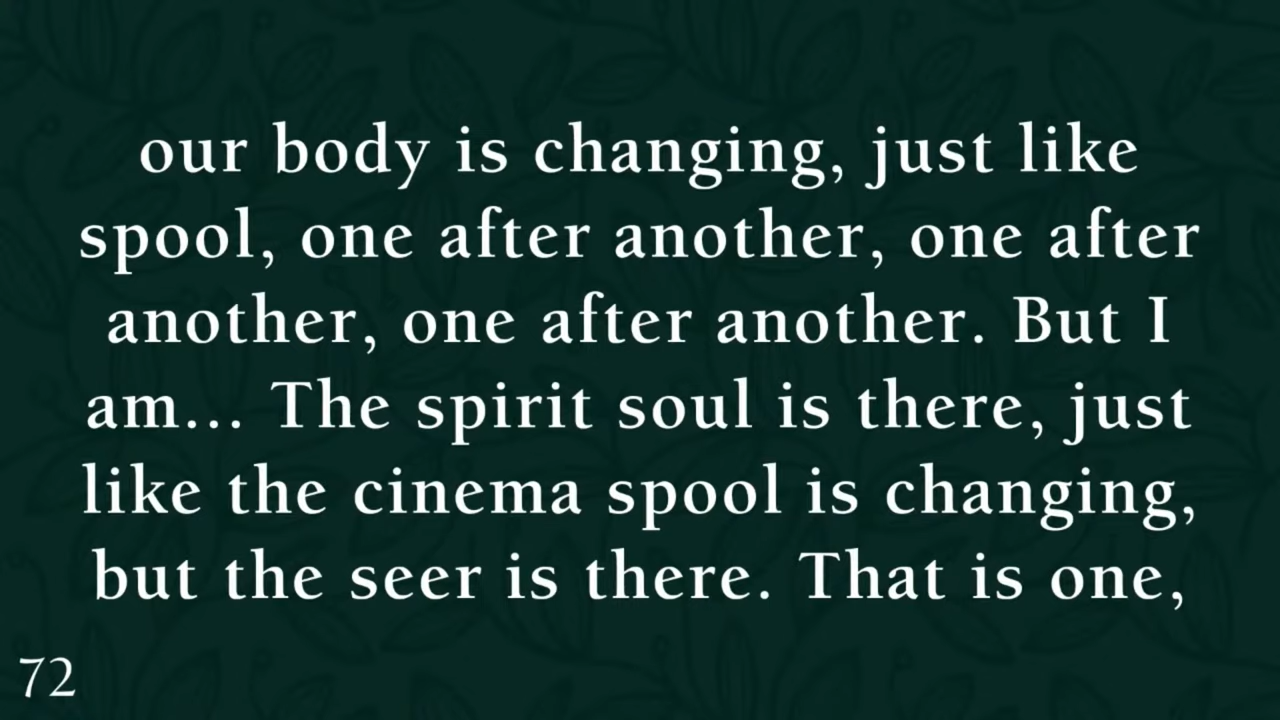 our body is changing, just like
spool, one after another, one after
another, one after another. But I
am... The spirit soul is there, just
like the cinema spool is changing,
but the seer is there. That is one,
72